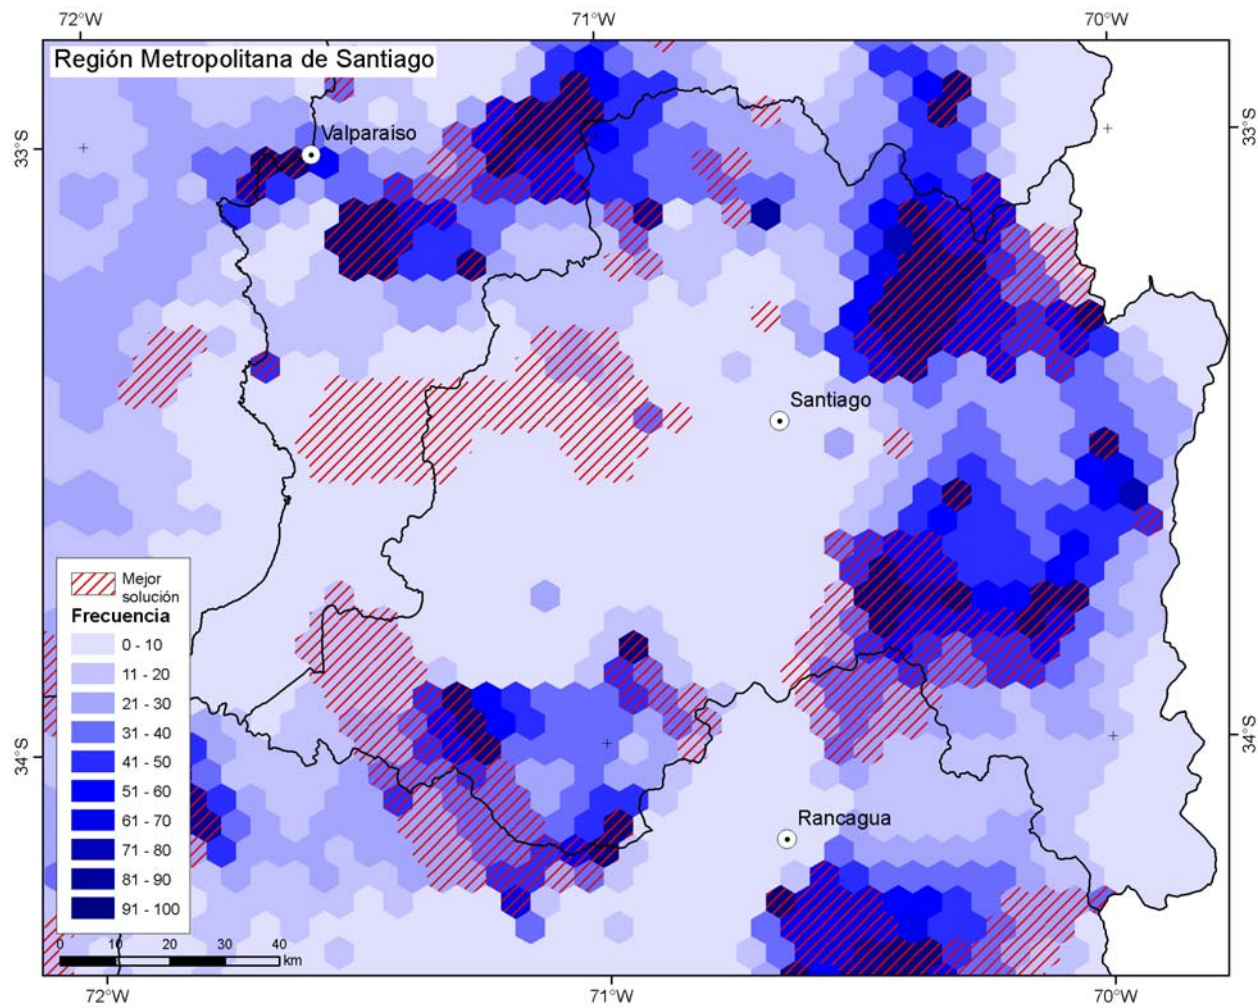 72°W
71°W
70°W
Región Metropolitana de Santiago
33°S
33°S
Valparaiso
Santiago
Mejor
solución
Frecuencia
0 - 10
11 - 20
21 - 30
31 - 40
41 - 50
51 - 60
61 - 70
71 - 80
81 - 90
91 - 100
34°S
34°S
Rancagua
0 10 20 30 40
km
72°W
71°W
70°W